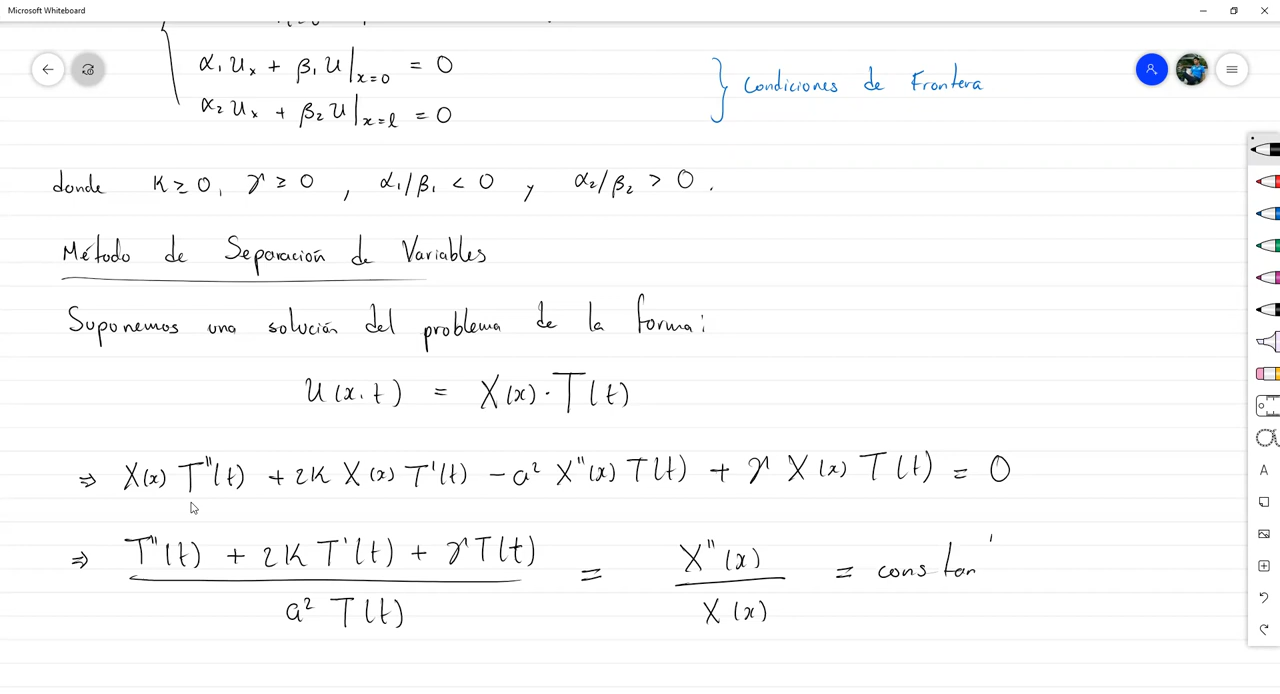 Microsoft Whiteboard
α₁ uₓ + β₁ u|ₓ₌₀ = 0
α₂ uₓ + β₂ u|ₓ₌ℓ = 0
} Condiciones de Frontera
donde K ≥ 0, γ ≥ 0 , α₁/β₁ < 0 y α₂/β₂ > 0 .
Método de Separación de Variables
Suponemos una solución del problema de la forma:
u(x,t) = X(x)·T(t)
⇒ X(x) T''(t) + 2K X(x) T'(t) − a² X''(x) T(t) + γ X(x) T(t) = 0
⇒ (T''(t) + 2K T'(t) + γ T(t)) / (a² T(t)) = X''(x) / X(x) = constan
A